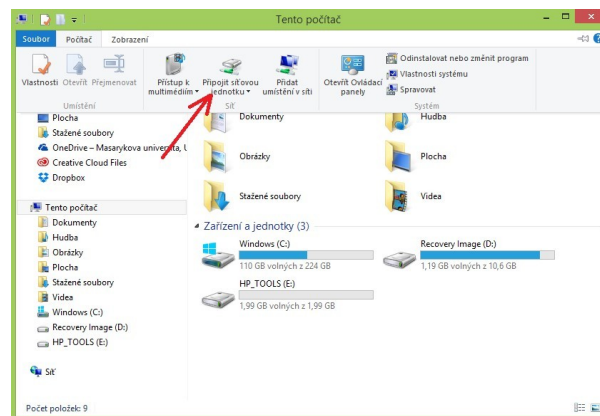 Tento počítač
Soubor Počítač Zobrazení
Vlastnosti Otevřít Přejmenovat
Umístění
Přístup k multimédiím
Připojit síťovou jednotku
Přidat umístění v síti
Síť
Otevřít Ovládací panely
Odinstalovat nebo změnit program
Vlastnosti systému
Spravovat
Systém
Plocha
Stažené soubory
OneDrive – Masarykova univerzita, U
Creative Cloud Files
Dropbox
Tento počítač
Dokumenty
Hudba
Obrázky
Plocha
Stažené soubory
Videa
Windows (C:)
Recovery Image (D:)
HP_TOOLS (E:)
Síť
Dokumenty
Hudba
Obrázky
Plocha
Stažené soubory
Videa
Zařízení a jednotky (3)
Windows (C:)
110 GB volných z 224 GB
Recovery Image (D:)
1,19 GB volných z 10,6 GB
HP_TOOLS (E:)
1,99 GB volných z 1,99 GB
Počet položek: 9